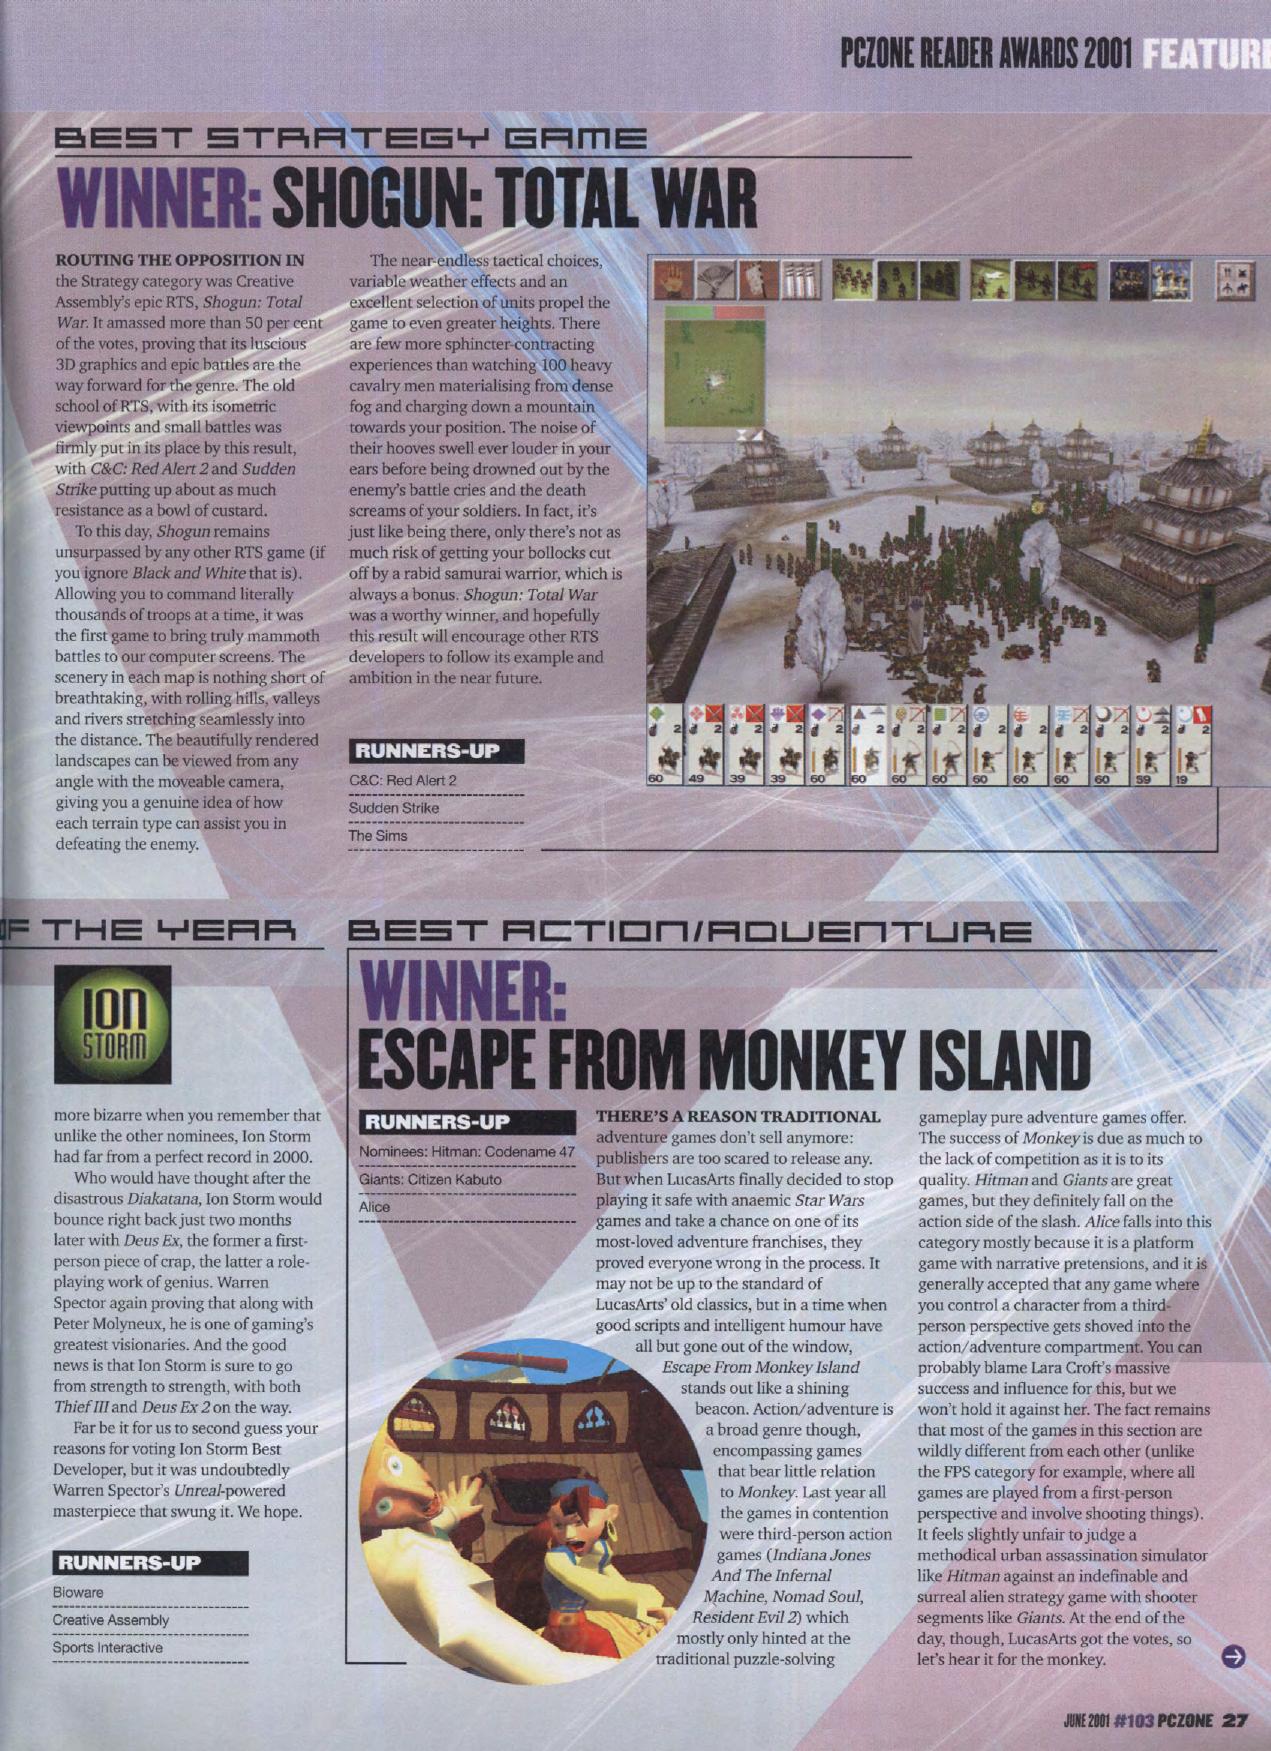 PCZONE READER AWARDS 2001 FEATUR
BEST STRATEGY GAME
WINNER: SHOGUN: TOTAL WAR
ROUTING THE OPPOSITION IN
the Strategy category was Creative
Assembly's epic RTS, Shogun: Total
War. It amassed more than 50 per cent
of the votes, proving that its luscious
3D graphics and epic battles are the
way forward for the genre. The old
school of RTS, with its isometric
viewpoints and small battles was
firmly put in its place by this result,
with C&C: Red Alert 2 and Sudden
Strike putting up about as much
resistance as a bowl of custard.
To this day, Shogun remains
unsurpassed by any other RTS game (if
you ignore Black and White that is).
Allowing you to command literally
thousands of troops at a time, it was
the first game to bring truly mammoth
battles to our computer screens. The
scenery in each map is nothing short of
breathtaking, with rolling hills, valleys
and rivers stretching seamlessly into
the distance. The beautifully rendered
landscapes can be viewed from any
angle with the moveable camera,
giving you a genuine idea of how
each terrain type can assist you in
defeating the enemy.
The near-endless tactical choices,
variable weather effects and an
excellent selection of units propel the
game to even greater heights. There
are few more sphincter-contracting
experiences than watching 100 heavy
cavalry men materialising from dense
fog and charging down a mountain
towards your position. The noise of
their hooves swell ever louder in your
ears before being drowned out by the
enemy's battle cries and the death
screams of your soldiers. In fact, it's
just like being there, only there's not as
much risk of getting your bollocks cut
off by a rabid samurai warrior, which is
always a bonus. Shogun: Total War
was a worthy winner, and hopefully
this result will encourage other RTS
developers to follow its example and
ambition in the near future.
RUNNERS-UP
C&C: Red Alert 2
Sudden Strike
The Sims
2 2 2 2 2 2 2 2 2 2 2 2 2 2
60 49 39 39 60 60 60 60 60 60 60 60 59 19
OF THE YEAR
ION
STORM
more bizarre when you remember that
unlike the other nominees, Ion Storm
had far from a perfect record in 2000.
Who would have thought after the
disastrous Diakatana, Ion Storm would
bounce right back just two months
later with Deus Ex, the former a first-
person piece of crap, the latter a role-
playing work of genius. Warren
Spector again proving that along with
Peter Molyneux, he is one of gaming's
greatest visionaries. And the good
news is that Ion Storm is sure to go
from strength to strength, with both
Thief III and Deus Ex 2 on the way.
Far be it for us to second guess your
reasons for voting Ion Storm Best
Developer, but it was undoubtedly
Warren Spector's Unreal-powered
masterpiece that swung it. We hope.
RUNNERS-UP
Bioware
Creative Assembly
Sports Interactive
BEST ACTION/ADVENTURE
WINNER:
ESCAPE FROM MONKEY ISLAND
RUNNERS-UP
Nominees: Hitman: Codename 47
Giants: Citizen Kabuto
Alice
THERE'S A REASON TRADITIONAL
adventure games don't sell anymore:
publishers are too scared to release any.
But when LucasArts finally decided to stop
playing it safe with anaemic Star Wars
games and take a chance on one of its
most-loved adventure franchises, they
proved everyone wrong in the process. It
may not be up to the standard of
LucasArts' old classics, but in a time when
good scripts and intelligent humour have
all but gone out of the window,
Escape From Monkey Island
stands out like a shining
beacon. Action/adventure is
a broad genre though,
encompassing games
that bear little relation
to Monkey. Last year all
the games in contention
were third-person action
games (Indiana Jones
And The Infernal
Machine, Nomad Soul,
Resident Evil 2) which
mostly only hinted at the
traditional puzzle-solving
gameplay pure adventure games offer.
The success of Monkey is due as much to
the lack of competition as it is to its
quality. Hitman and Giants are great
games, but they definitely fall on the
action side of the slash. Alice falls into this
category mostly because it is a platform
game with narrative pretensions, and it is
generally accepted that any game where
you control a character from a third-
person perspective gets shoved into the
action/adventure compartment. You can
probably blame Lara Croft's massive
success and influence for this, but we
won't hold it against her. The fact remains
that most of the games in this section are
wildly different from each other (unlike
the FPS category for example, where all
games are played from a first-person
perspective and involve shooting things).
It feels slightly unfair to judge a
methodical urban assassination simulator
like Hitman against an indefinable and
surreal alien strategy game with shooter
segments like Giants. At the end of the
day, though, LucasArts got the votes, so
let's hear it for the monkey.
JUNE 2001 #103 PCZONE 27